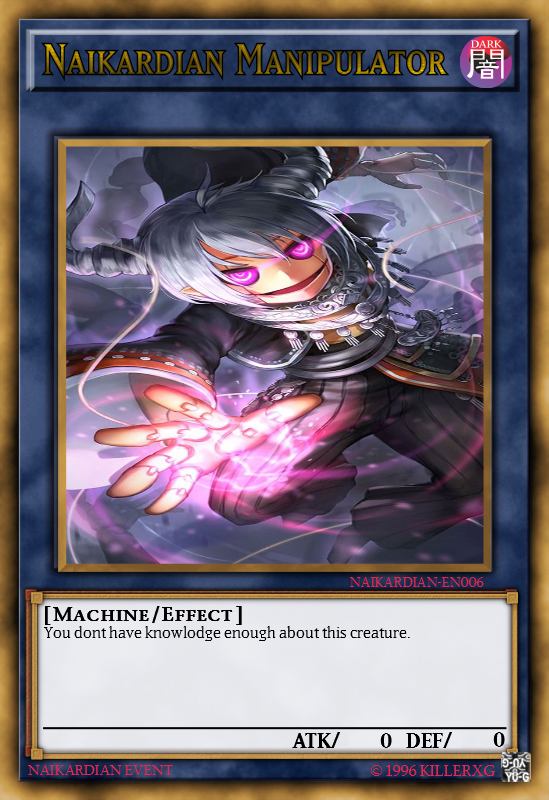 Naikardian Manipulator
DARK
闇
NAIKARDIAN-EN006
[Machine/Effect]
You dont have knowlodge enough about this creature.
ATK/ 0 DEF/ 0
NAIKARDIAN EVENT
© 1996 KILLERXG
YU-G